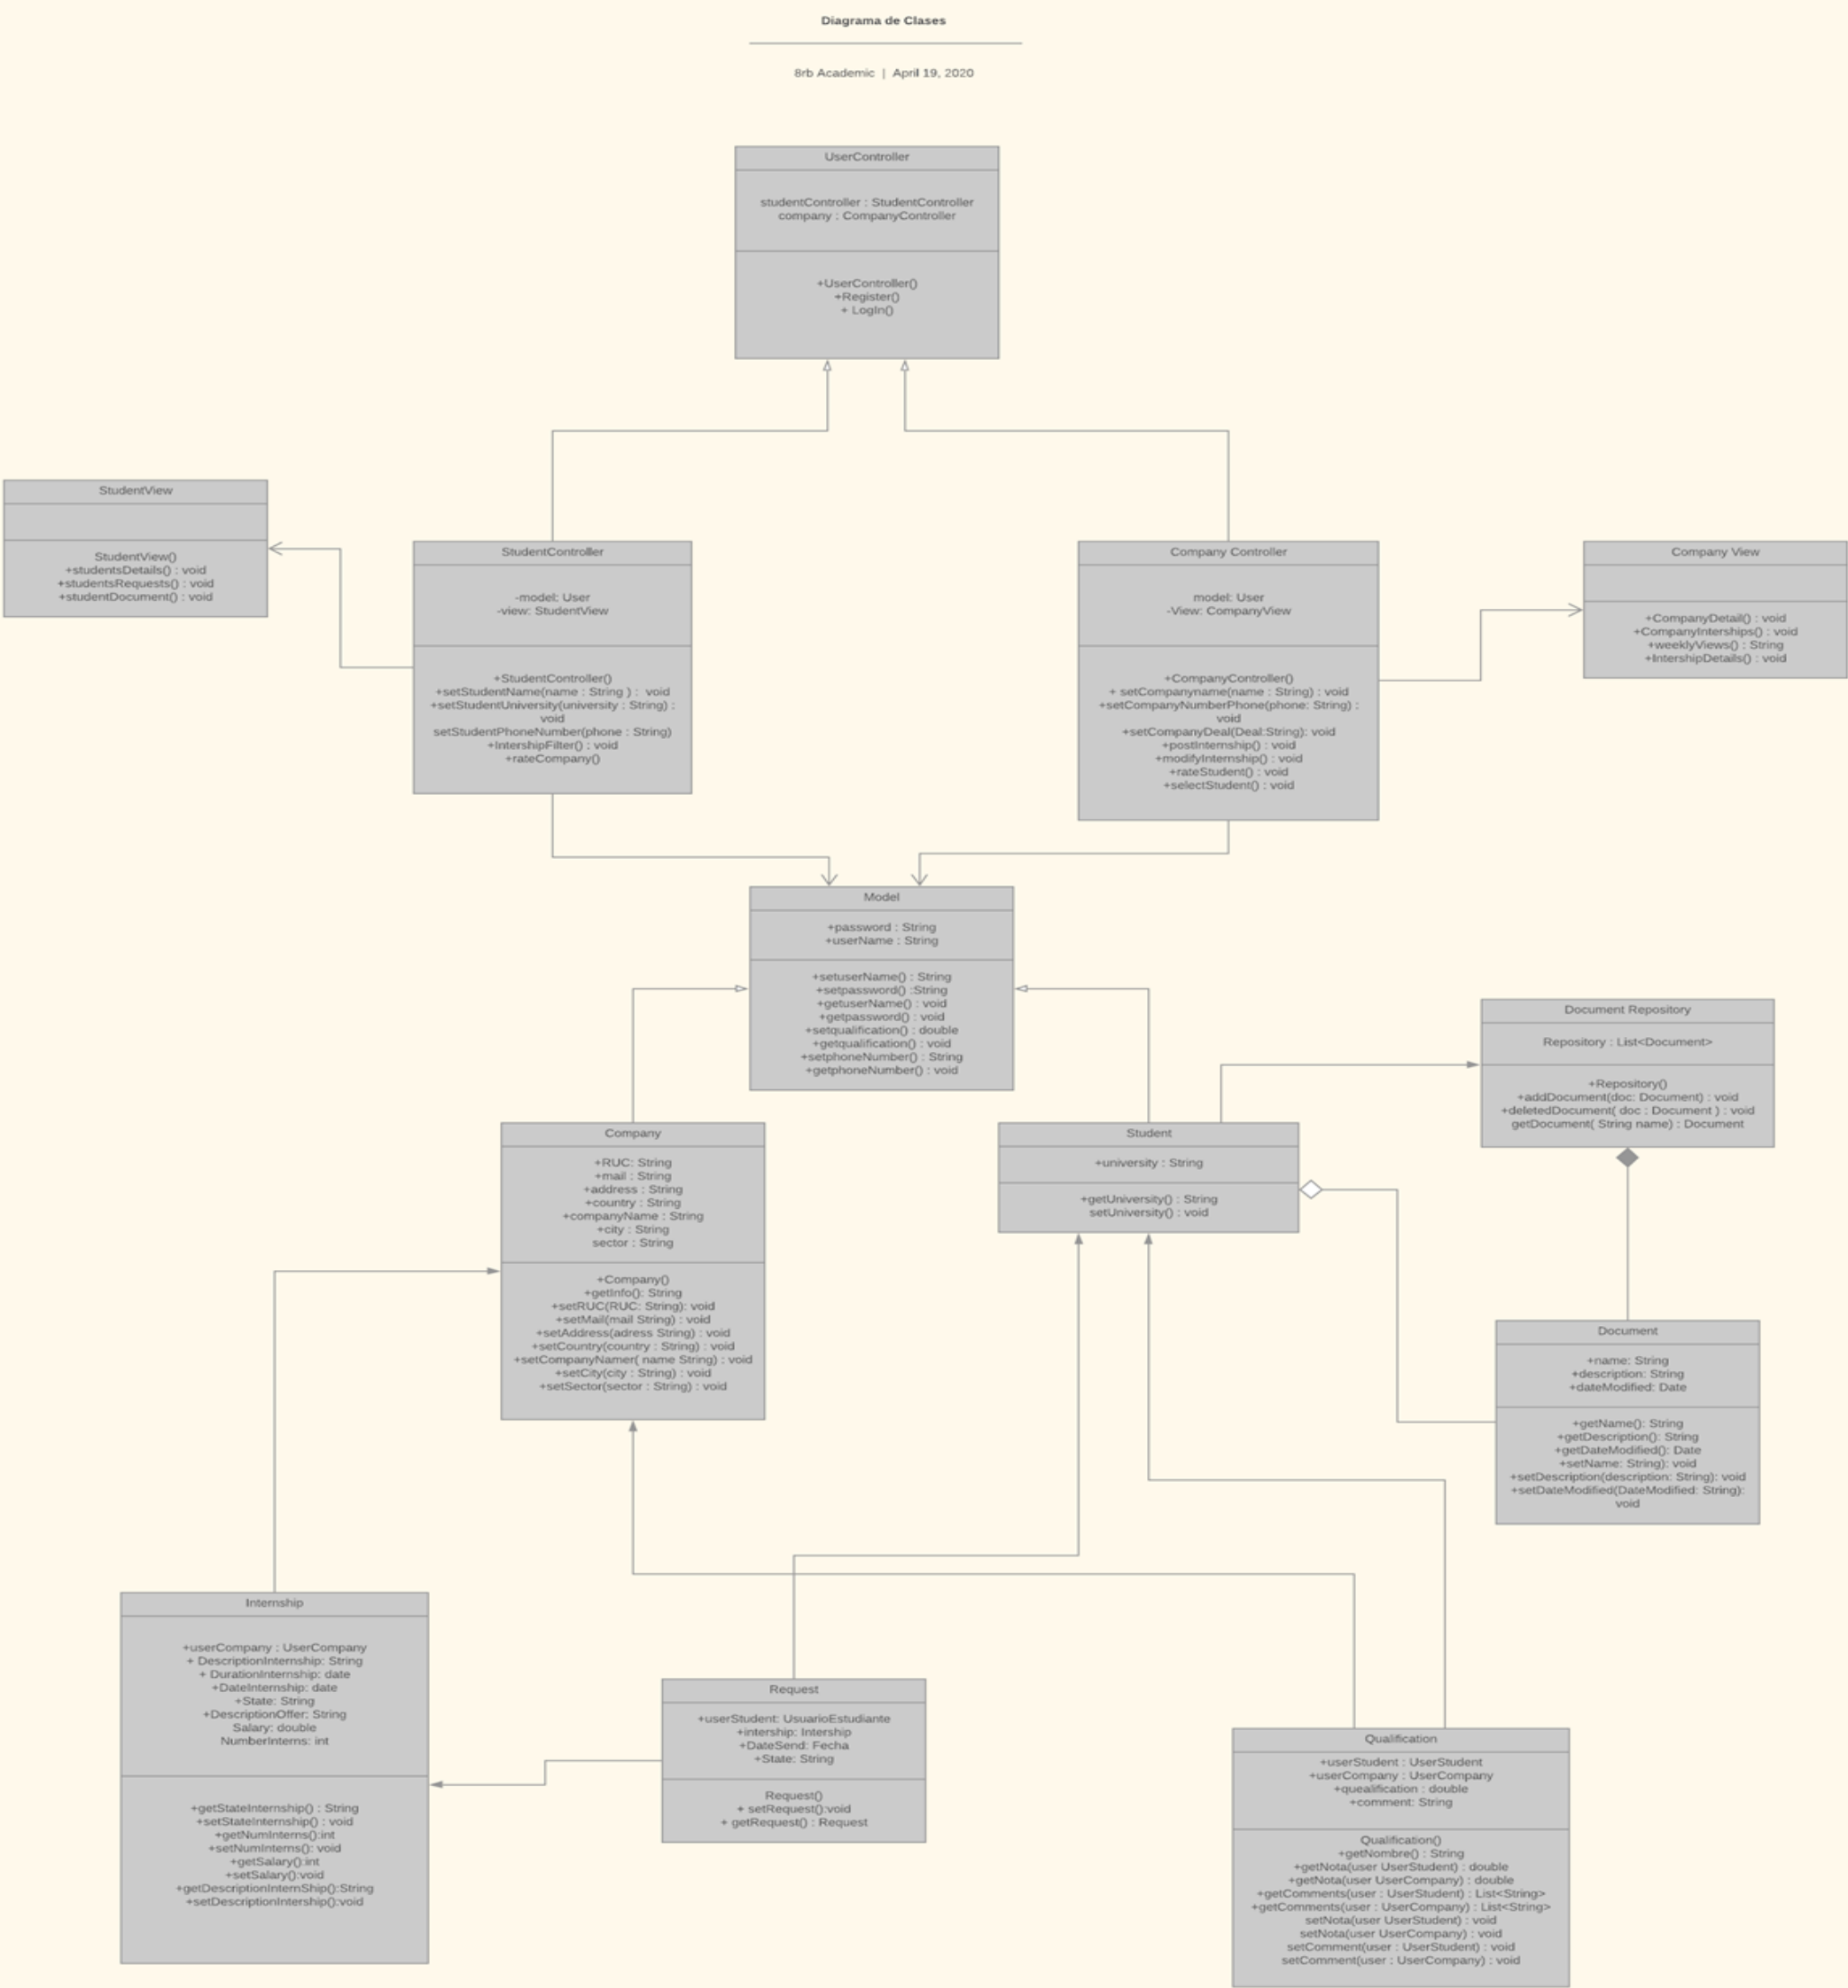 Diagrama de Clases
8rb Academic | April 19, 2020
UserController
studentController : StudentController
company : CompanyController
+UserController()
+Register()
+ LogIn()
StudentView
StudentView()
+studentsDetails() : void
+studentsRequests() : void
+studentDocument() : void
StudentController
-model: User
-view: StudentView
+StudentController()
+setStudentName(name : String ) :  void
+setStudentUniversity(university : String) :
void
setStudentPhoneNumber(phone : String)
+IntershipFilter() : void
+rateCompany()
Company Controller
model: User
-View: CompanyView
+CompanyController()
+ setCompanyname(name : String) : void
+setCompanyNumberPhone(phone: String) :
void
+setCompanyDeal(Deal:String): void
+postInternship() : void
+modifyInternship() : void
+rateStudent() : void
+selectStudent() : void
Company View
+CompanyDetail() : void
+CompanyInterships() : void
+weeklyViews() : String
+IntershipDetails() : void
Model
+password : String
+userName : String
+setuserName() : String
+setpassword() :String
+getuserName() : void
+getpassword() : void
+setqualification() : double
+getqualification() : void
+setphoneNumber() : String
+getphoneNumber() : void
Document Repository
Repository : List<Document>
+Repository()
+addDocument(doc: Document) : void
+deletedDocument( doc : Document ) : void
getDocument( String name) : Document
Company
+RUC: String
+mail : String
+address : String
+country : String
+companyName : String
+city : String
sector : String
+Company()
+getInfo(): String
+setRUC(RUC: String): void
+setMail(mail String) : void
+setAddress(adress String) : void
+setCountry(country : String) : void
+setCompanyNamer( name String) : void
+setCity(city : String) : void
+setSector(sector : String) : void
Student
+university : String
+getUniversity() : String
setUniversity() : void
Document
+name: String
+description: String
+dateModified: Date
+getName(): String
+getDescription(): String
+getDateModified(): Date
+setName: String): void
+setDescription(description: String): void
+setDateModified(DateModified: String):
void
Internship
+userCompany : UserCompany
+ DescriptionInternship: String
+ DurationInternship: date
+DateInternship: date
+State: String
+DescriptionOffer: String
Salary: double
NumberInterns: int
+getStateInternship() : String
+setStateInternship() : void
+getNumInterns():int
+setNumInterns(): void
+getSalary():int
+setSalary():void
+getDescriptionInternShip():String
+setDescriptionIntership():void
Request
+userStudent: UsuarioEstudiante
+intership: Intership
+DateSend: Fecha
+State: String
Request()
+ setRequest():void
+ getRequest() : Request
Qualification
+userStudent : UserStudent
+userCompany : UserCompany
+quealification : double
+comment: String
Qualification()
+getNombre() : String
+getNota(user UserStudent) : double
+getNota(user UserCompany) : double
+getComments(user : UserStudent) : List<String>
+getComments(user : UserCompany) : List<String>
setNota(user UserStudent) : void
setNota(user UserCompany) : void
setComment(user : UserStudent) : void
setComment(user : UserCompany) : void